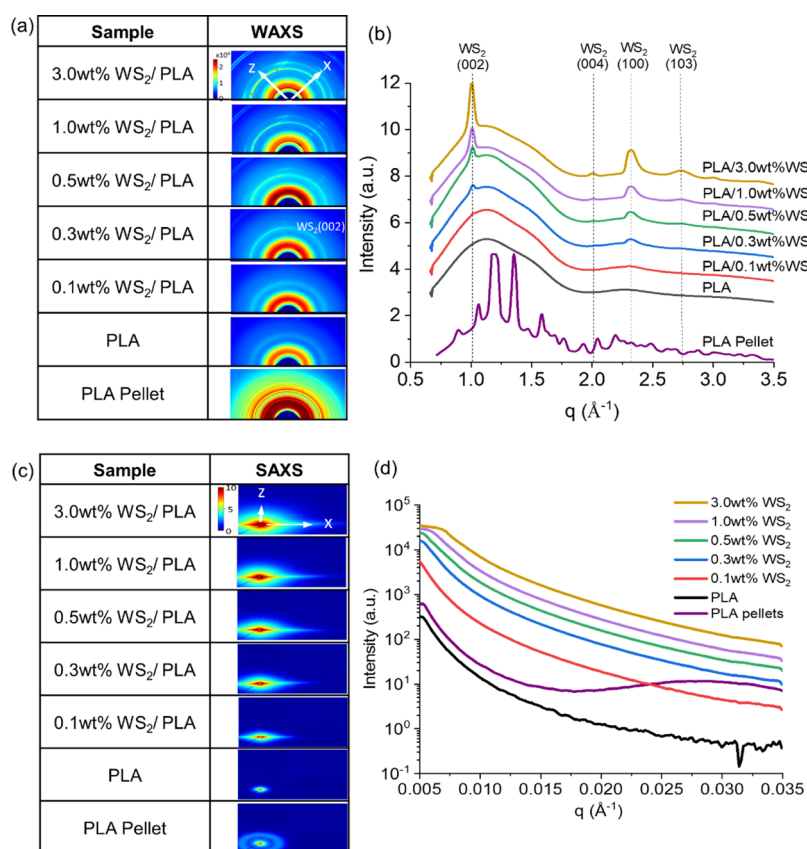 (a)
Sample WAXS
3.0wt% WS2/ PLA
2 ×10⁴
1
0
Z X
1.0wt% WS2/ PLA
0.5wt% WS2/ PLA
0.3wt% WS2/ PLA
WS2(002)
0.1wt% WS2/ PLA
PLA
PLA Pellet
(b)
WS2 WS2 WS2 WS2
(002) (004) (100) (103)
12
10
8
6
4
2
0
Intensity (a.u.)
PLA/3.0wt%WS
PLA/1.0wt%WS
PLA/0.5wt%WS
PLA/0.3wt%WS
PLA/0.1wt%WS
PLA
PLA Pellet
0.5 1.0 1.5 2.0 2.5 3.0 3.5
q (Å-1)
(c)
Sample SAXS
3.0wt% WS2/ PLA
10
5
0
Z
X
1.0wt% WS2/ PLA
0.5wt% WS2/ PLA
0.3wt% WS2/ PLA
0.1wt% WS2/ PLA
PLA
PLA Pellet
(d)
10⁵
10⁴
10³
10²
10¹
10⁰
10-1
Intensity (a.u.)
3.0wt% WS2
1.0wt% WS2
0.5wt% WS2
0.3wt% WS2
0.1wt% WS2
PLA
PLA pellets
0.005 0.010 0.015 0.020 0.025 0.030 0.035
q (Å-1)